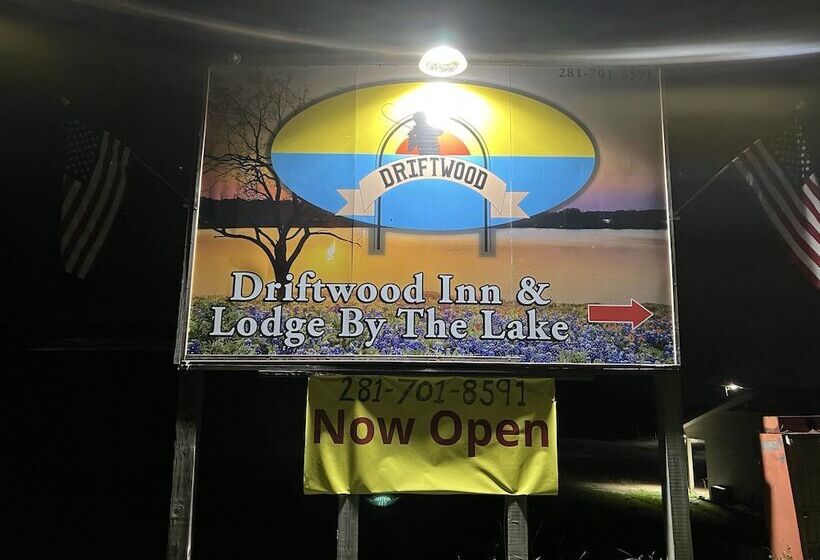 281-701-8591
DRIFTWOOD
Driftwood Inn &
Lodge By The Lake
281-701-8591
Now Open